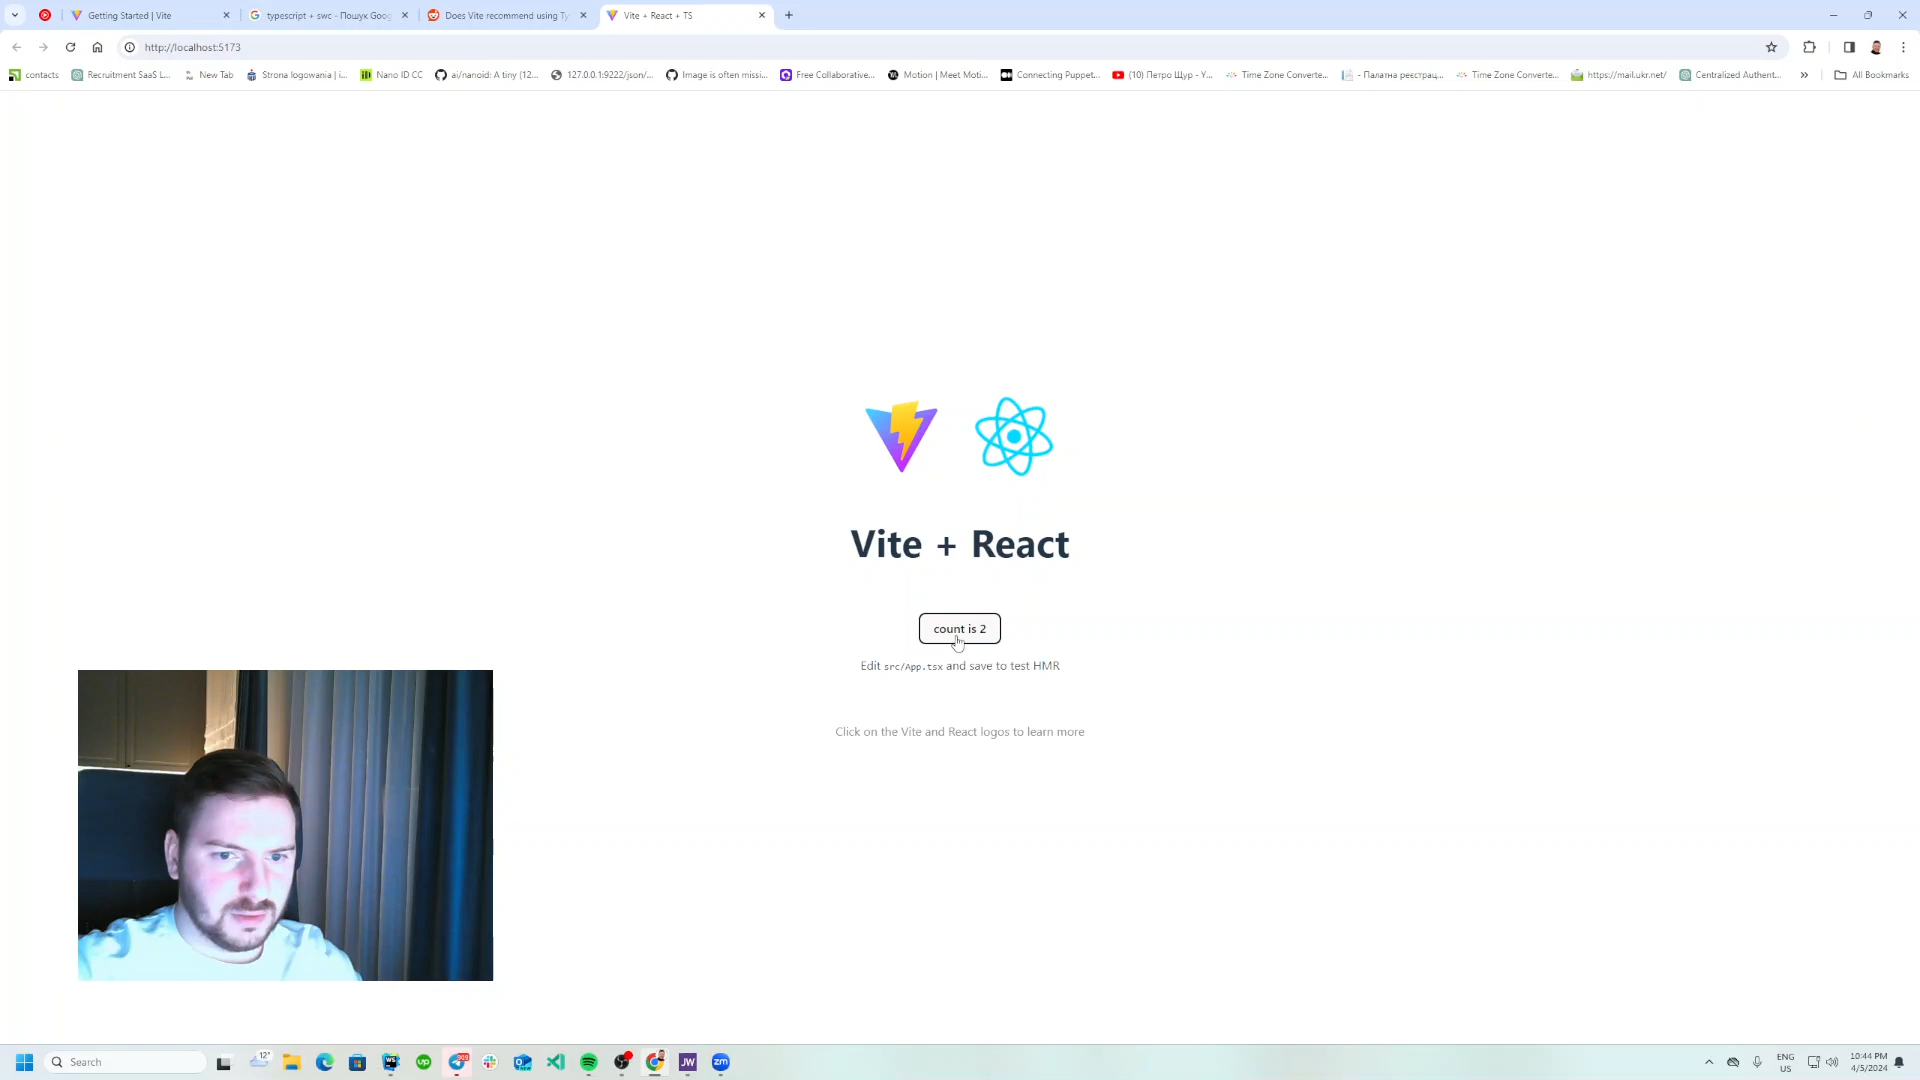 Getting Started | Vite
typescript + swc - Пошук Goog
Does Vite recommend using Ty
Vite + React + TS
http://localhost:5173
contacts
Recruitment SaaS L...
New Tab
Strona logowania | i...
Nano ID CC
ai/nanoid: A tiny (12...
127.0.0.1:9222/json/...
Image is often missi...
Free Collaborative...
Motion | Meet Moti...
Connecting Puppet...
(10) Петро Щур - Y...
Time Zone Converte...
- Палатна реєстрац...
Time Zone Converte...
https://mail.ukr.net/
Centralized Authent...
All Bookmarks
Vite + React
count is 2
Edit src/App.tsx and save to test HMR
Click on the Vite and React logos to learn more
Search
12°
WS
up
JW
zm
ENG
US
10:44 PM
4/5/2024